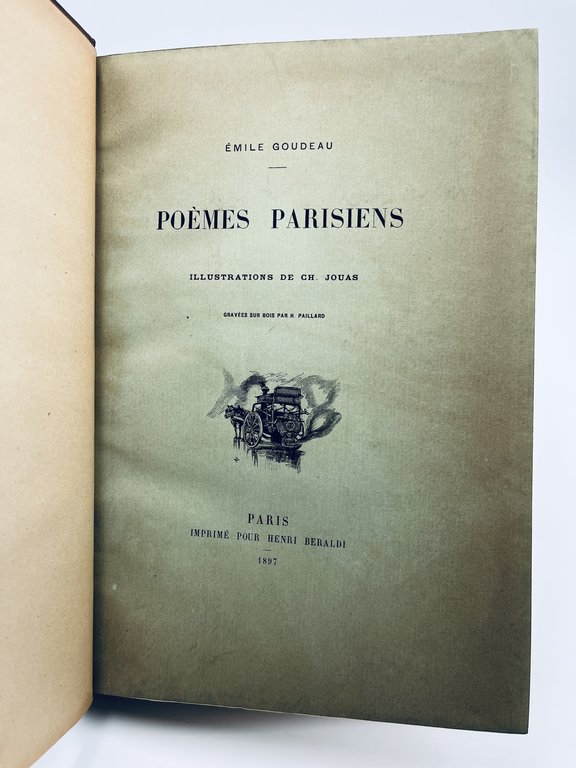 ÉMILE GOUDEAU
POÈMES PARISIENS
ILLUSTRATIONS DE CH. JOUAS
GRAVÉES SUR BOIS PAR H. PAILLARD
PARIS
IMPRIMÉ POUR HENRI BERALDI
1897